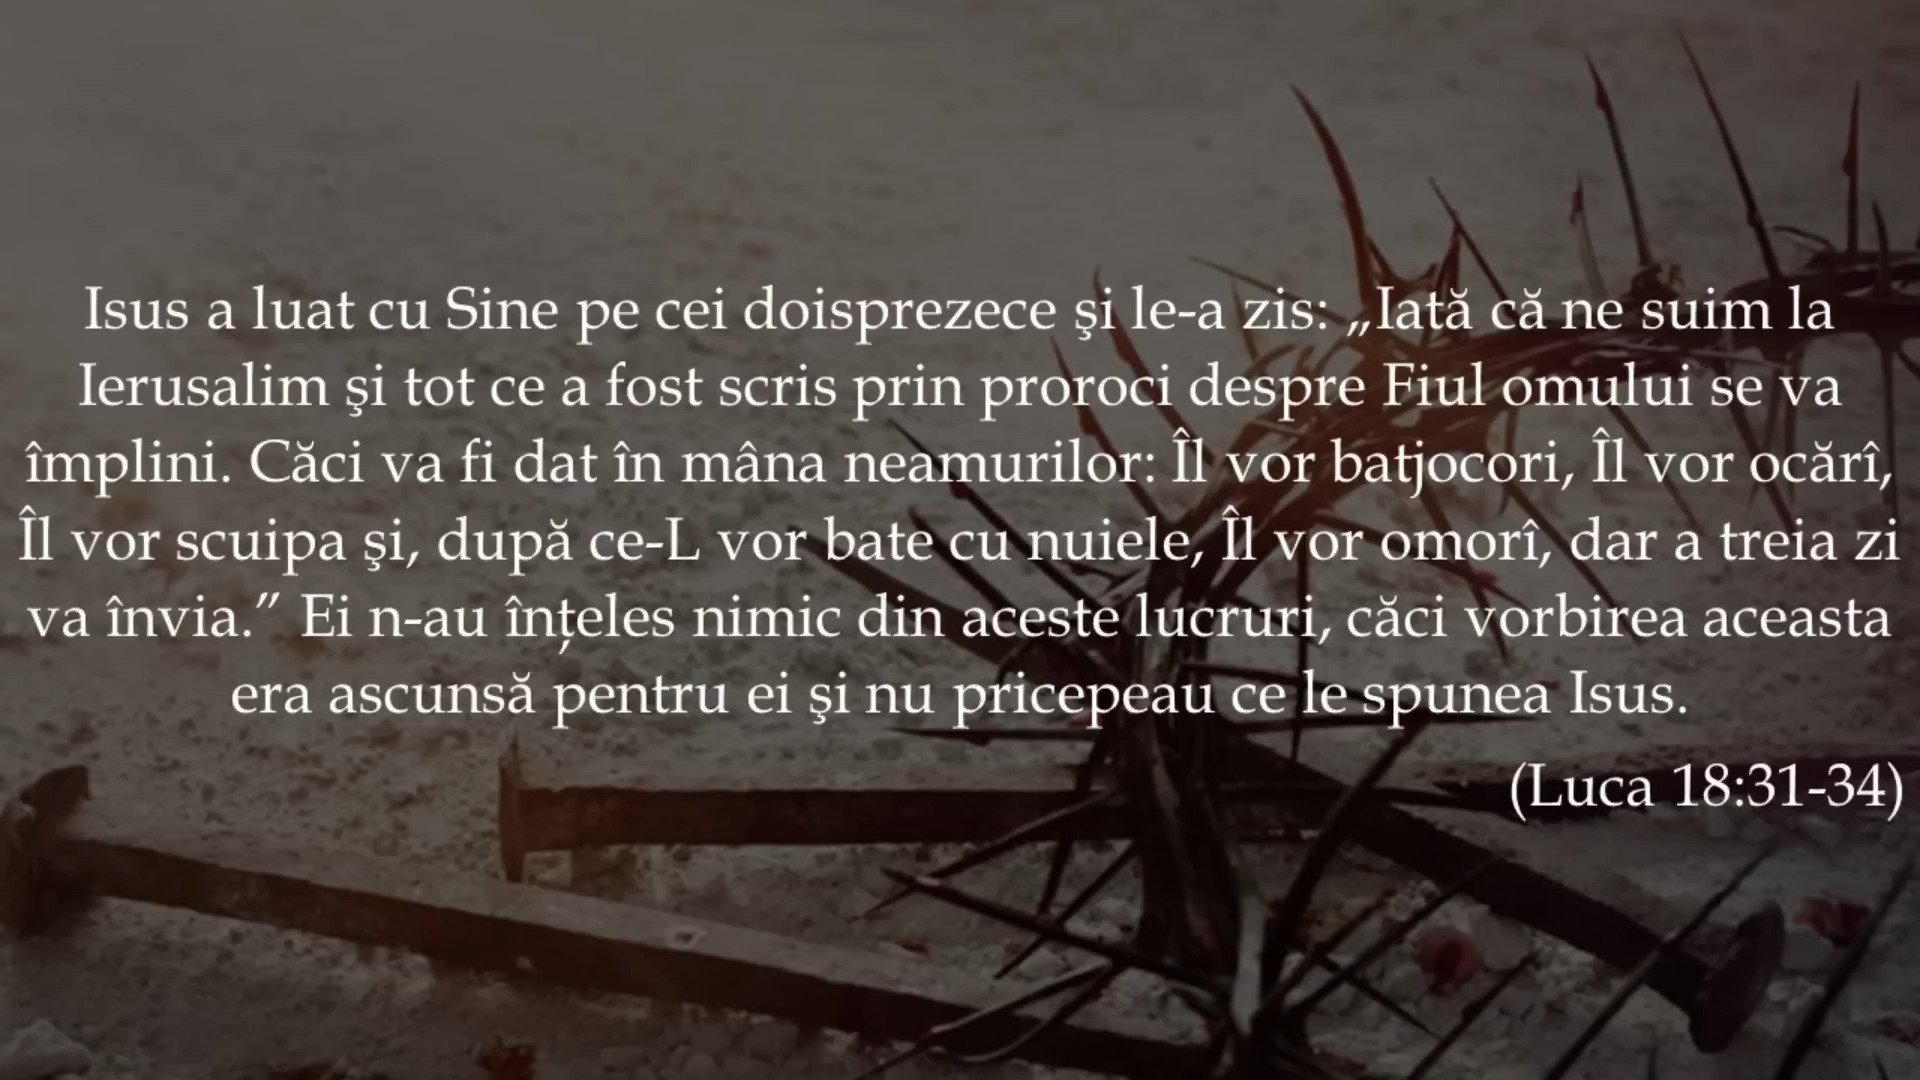 Isus a luat cu Sine pe cei doisprezece şi le-a zis: „Iată că ne suim la
Ierusalim şi tot ce a fost scris prin proroci despre Fiul omului se va
împlini. Căci va fi dat în mâna neamurilor: Îl vor batjocori, Îl vor ocărî,
Îl vor scuipa şi, după ce-L vor bate cu nuiele, Îl vor omorî, dar a treia zi
va învia.” Ei n-au înţeles nimic din aceste lucruri, căci vorbirea aceasta
era ascunsă pentru ei şi nu pricepeau ce le spunea Isus.
(Luca 18:31-34)